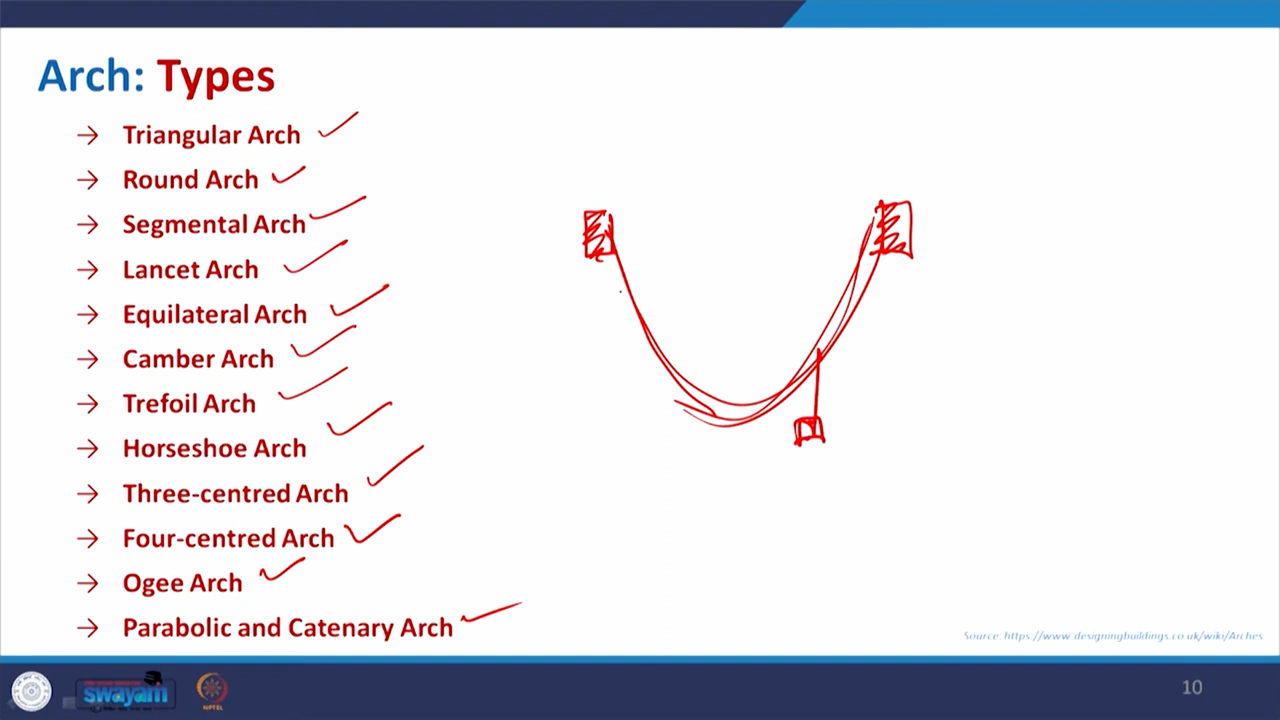 Arch: Types
→ Triangular Arch
→ Round Arch
→ Segmental Arch
→ Lancet Arch
→ Equilateral Arch
→ Camber Arch
→ Trefoil Arch
→ Horseshoe Arch
→ Three-centred Arch
→ Four-centred Arch
→ Ogee Arch
→ Parabolic and Catenary Arch
Source: https://www.designingbuildings.co.uk/wiki/Arches
swayam
NPTEL
10